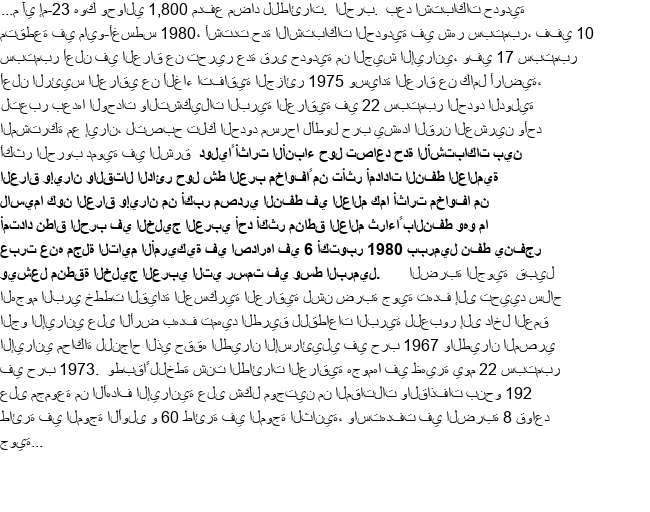 ...م أي إم-23 هوك وحوالي 1,800 مدفع مضاد للطائرات.  الحرب.  بعد اشتباكات حدودية
متقطعة في مايو-أغسطس 1980، أشتدت حدة الاشتباكات الحدودية في شهر سبتمبر، ففي 10
سبتمبر أعلن في العراق عن تحرير عدة قرى حدودية من الجيش الإيراني، وفي 17 سبتمبر
أعلن الرئيس العراقي عن ألغاء اتفاقية الجزائر 1975 وسيادة العراق عن كامل أراضية،
لتعبر بعدها الوحدات والتشكيلات البرية العراقية في 22 سبتمبر الحدود الدولية
المشتركة مع إيران، لتصبح تلك الحدود مسرحا لأطول حرب يشهدا القرن العشرين وأحد
أكثر الحروب دموية في الشرق  دولياً أثارت الأنباء حول تصاعد حدة الأشتباكات بين
العراق وإيران والقتال الدائر حول شط العرب مخاوفاً من تأثر أمدادات النفط العالمية
لاسيما كون العراق وإيران من أكبر مصدري النفط في العالم كما أثارت مخاوف من
أمتداد نطاق الحرب في الخليج العربي أحد أكثر مناطق العالم ثراءاً بالنفط وهو ما
عبرت عنه مجلة التايم الأمريكية في اصدارها في 6 أكتوبر 1980 ببرميل نفط ينفجر
ويشعل منطقة الخليج العربي التي رسمت في وسط البرميل.     الضربة الجوية  قبيل
الهجوم البري خططت القيادة العسكرية العراقية لشن ضربة جوية تهدف إلى تحييد سلاح
الجو الإيراني على الأرض بهدف تمهيد الطريق للقطاعات البرية للعبور إلى داخل العمق
الإيراني محاكاة للنجاح الذي حققه الطيران الإسرائيلي في حرب 1967 والطيران المصري
في حرب 1973.  وطبقاً للخطة شنت الطائرات العراقية هجومها في ظهيرة يوم 22 سبتمبر
على مجموعة من الأهداف الإيرانية على شكل موجتين من المقاتلات والقاذفات بنحو 192
طائرة في الموجة الأولى و 60 طائرة في الموجة الثانية، واستهدفت في الضربة 8 قواعد
جوية...